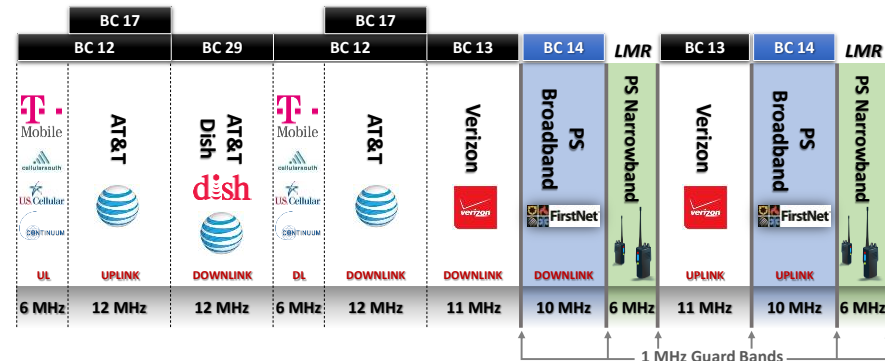 BC 17
BC 17
BC 12
BC 29
BC 12
BC 13
BC 14
LMR
BC 13
BC 14
LMR
T · Mobile
cellularsouth
U.S. Cellular
CONTINUUM
UL
6 MHz
AT&T
UPLINK
12 MHz
AT&T
Dish
dish
DOWNLINK
12 MHz
T · Mobile
cellularsouth
U.S. Cellular
CONTINUUM
DL
6 MHz
AT&T
DOWNLINK
12 MHz
Verizon
verizon
DOWNLINK
11 MHz
PS
Broadband
FirstNet
DOWNLINK
10 MHz
PS Narrowband
6 MHz
Verizon
verizon
UPLINK
11 MHz
PS
Broadband
FirstNet
UPLINK
10 MHz
PS Narrowband
6 MHz
1 MHz Guard Bands